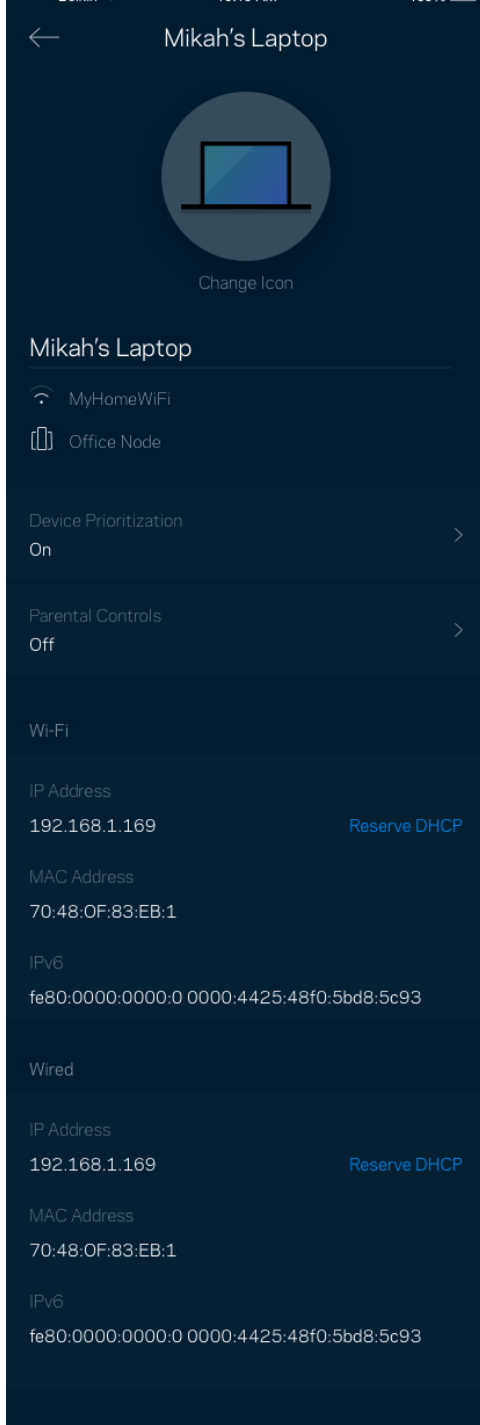 Mikah's Laptop
Change Icon
Mikah's Laptop
MyHomeWiFi
Office Node
Device Prioritization
On
Parental Controls
Off
Wi-Fi
IP Address
192.168.1.169 Reserve DHCP
MAC Address
70:48:0F:83:EB:1
IPv6
fe80:0000:0000:0 0000:4425:48f0:5bd8:5c93
Wired
IP Address
192.168.1.169 Reserve DHCP
MAC Address
70:48:0F:83:EB:1
IPv6
fe80:0000:0000:0 0000:4425:48f0:5bd8:5c93